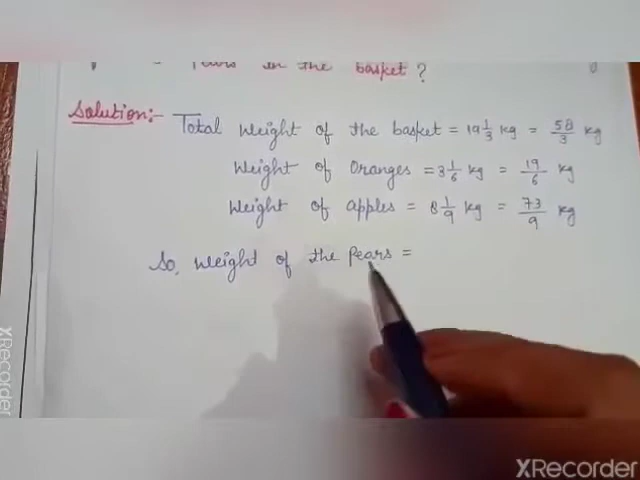 Pears in the basket?
Solution:- Total weight of the basket = 19 1/3 kg = 58/3 kg
Weight of Oranges = 3 1/6 kg = 19/6 kg
Weight of apples = 8 1/9 kg = 73/9 kg
So, weight of the Pears =
XRecorder
XRecorder